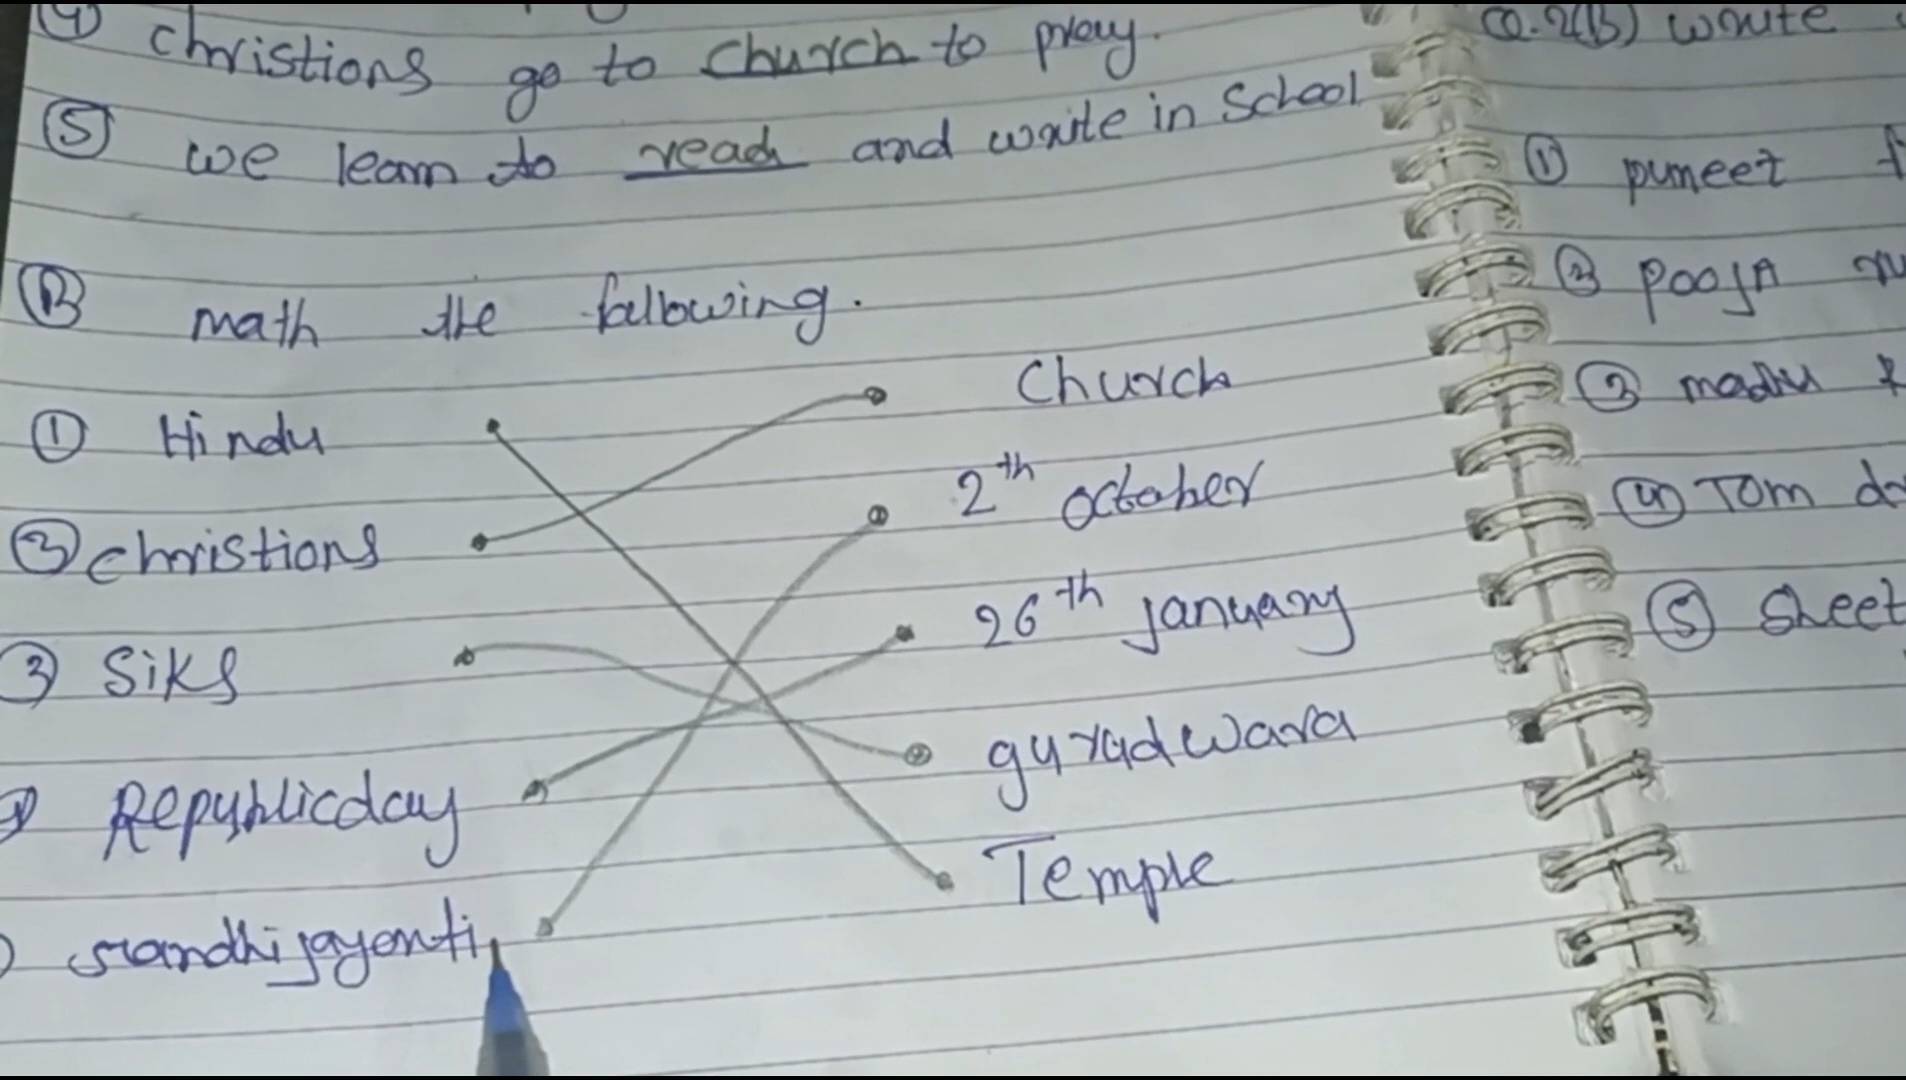 ④ christions go to church to pray.
⑤ we learn to read and write in School
Ⓑ math the following.
① Hindu Church
② christions 2th october
③ Siks 26th january
④ Republicday guradwara
Gandhijayenti Temple
Q.2(B) write
① puneet
② POOJA
③ madhu
④ Tom
⑤ Sheet